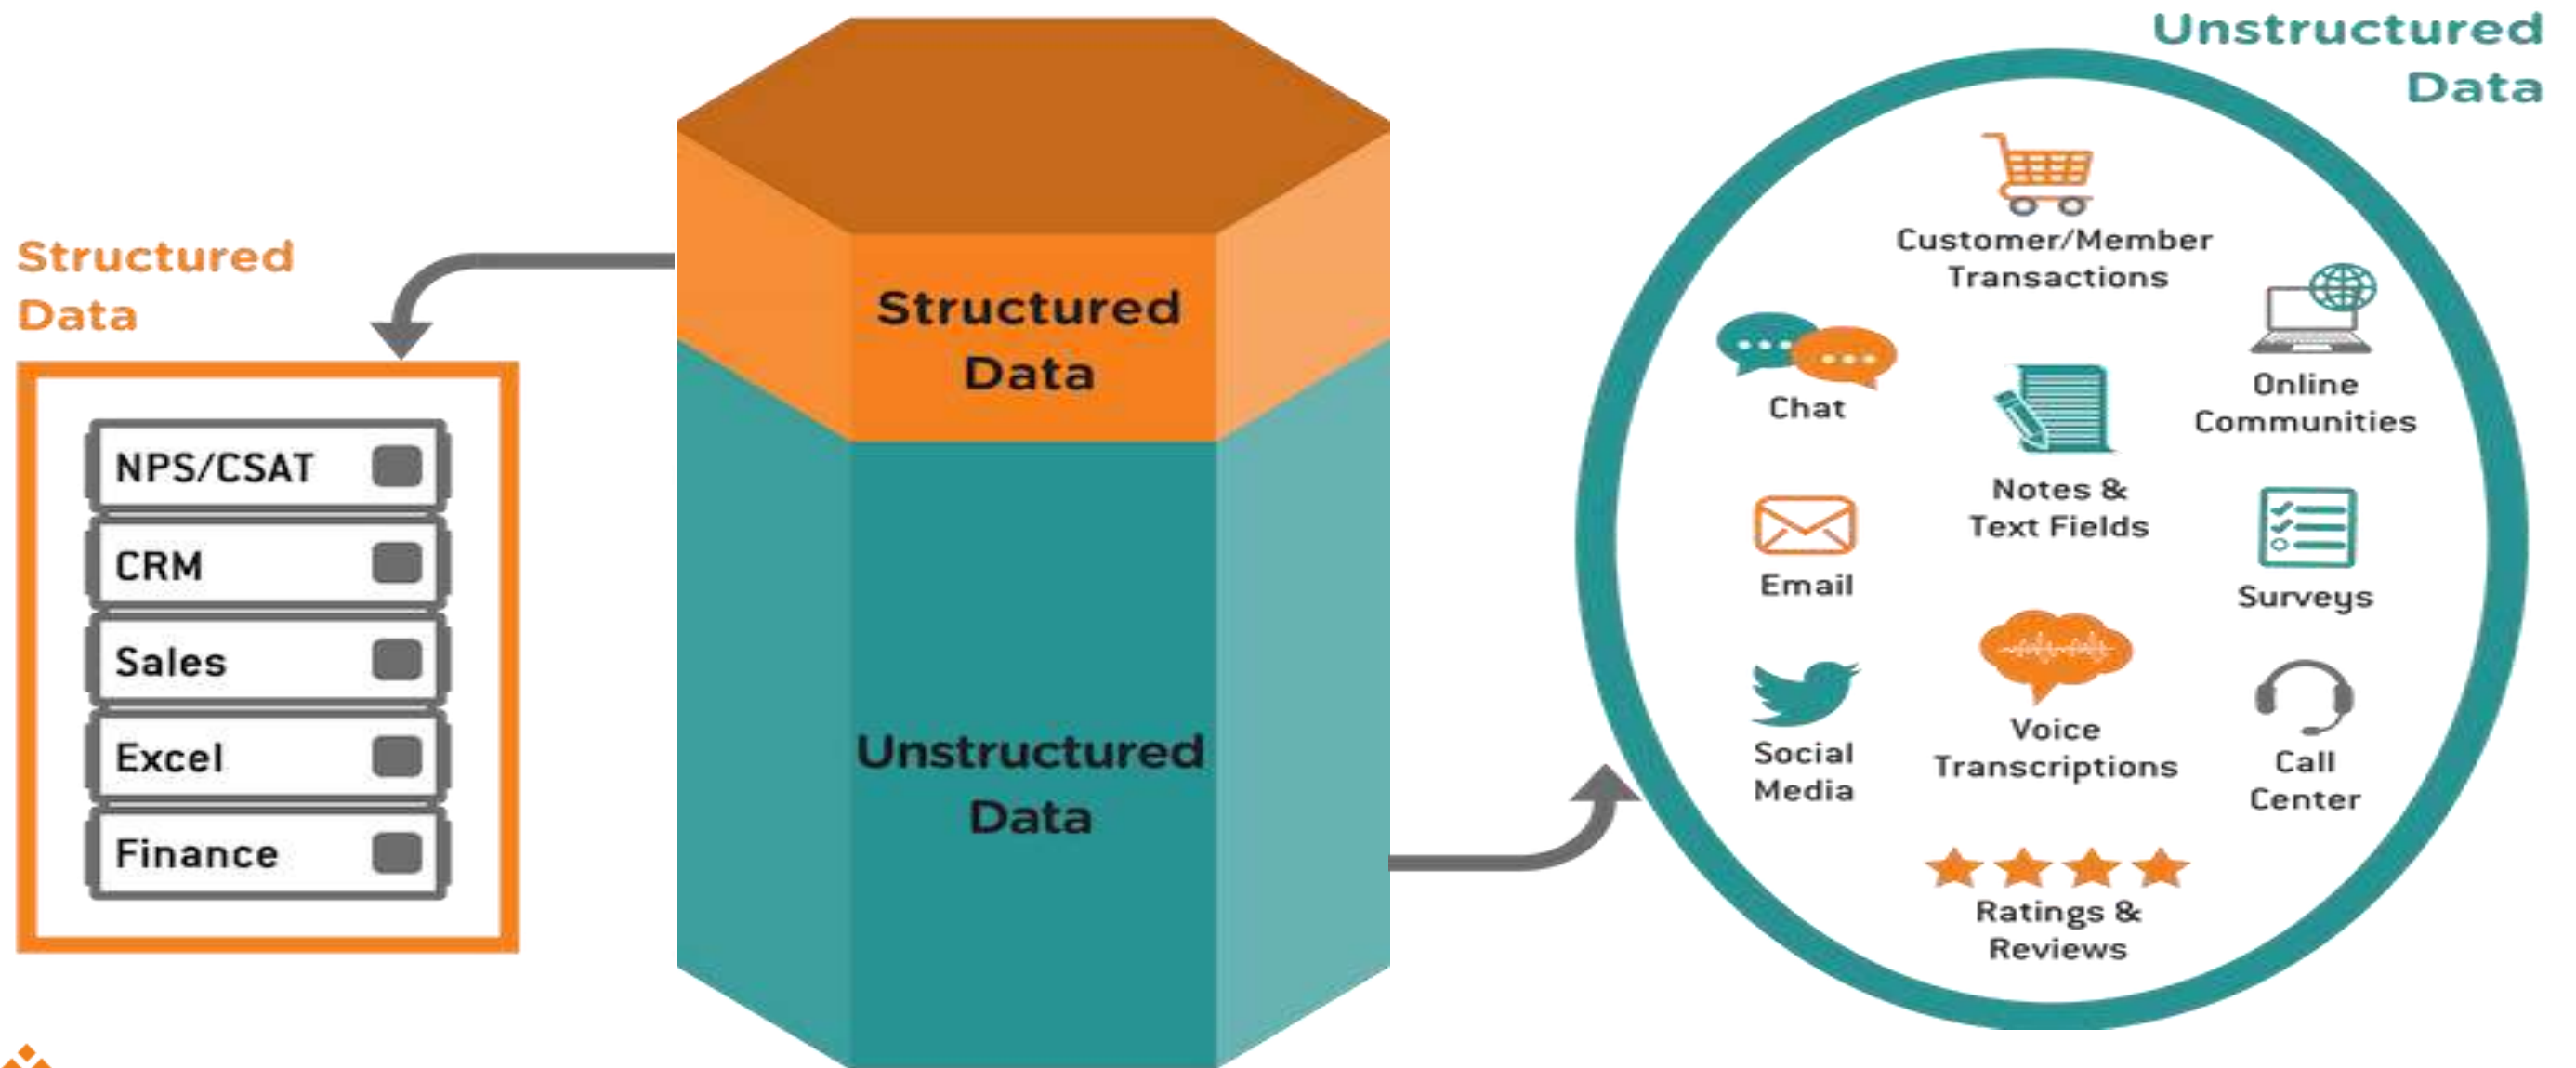 Structured
Data
NPS/CSAT
CRM
Sales
Excel
Finance
Structured
Data
Unstructured
Data
Unstructured
Data
Customer/Member
Transactions
Chat
Online
Communities
Notes &
Text Fields
Email
Surveys
Social
Media
Voice
Transcriptions
Call
Center
Ratings &
Reviews